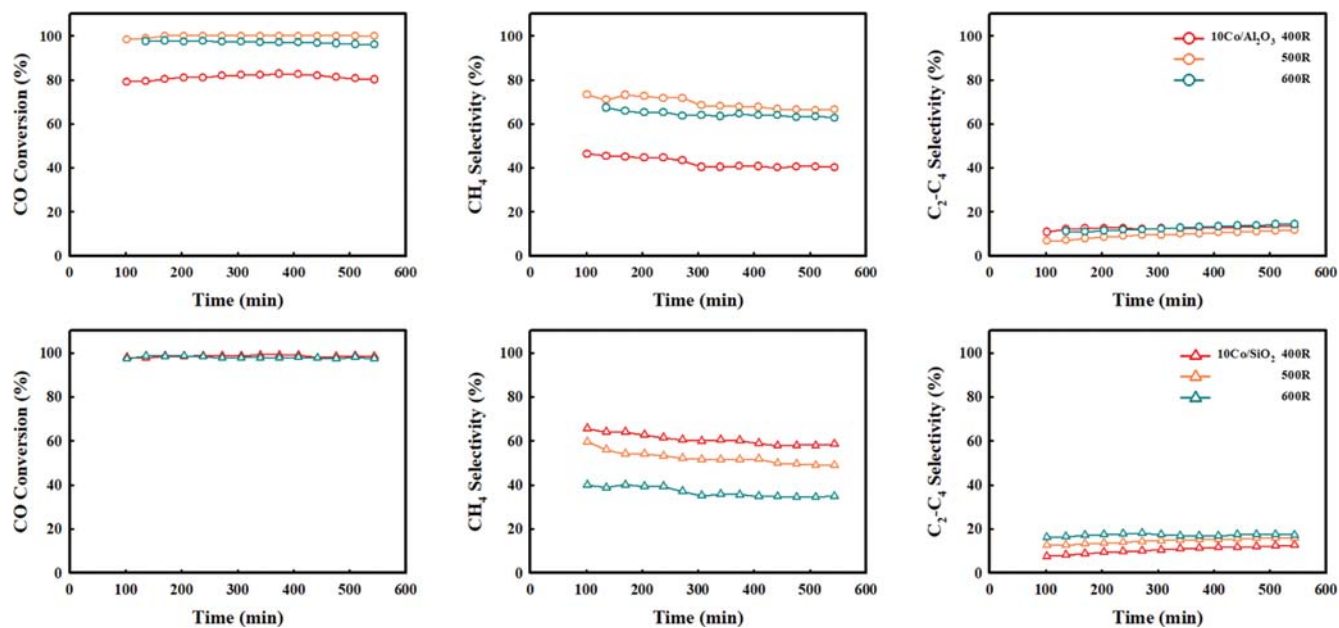 CO Conversion (%)
100
80
60
40
20
0
0 100 200 300 400 500 600
Time (min)
CH4 Selectivity (%)
100
80
60
40
20
0
0 100 200 300 400 500 600
Time (min)
C2-C4 Selectivity (%)
100
80
60
40
20
0
0 100 200 300 400 500 600
Time (min)
10Co/Al2O3 400R
500R
600R
CO Conversion (%)
100
80
60
40
20
0
0 100 200 300 400 500 600
Time (min)
CH4 Selectivity (%)
100
80
60
40
20
0
0 100 200 300 400 500 600
Time (min)
C2-C4 Selectivity (%)
100
80
60
40
20
0
0 100 200 300 400 500 600
Time (min)
10Co/SiO2 400R
500R
600R